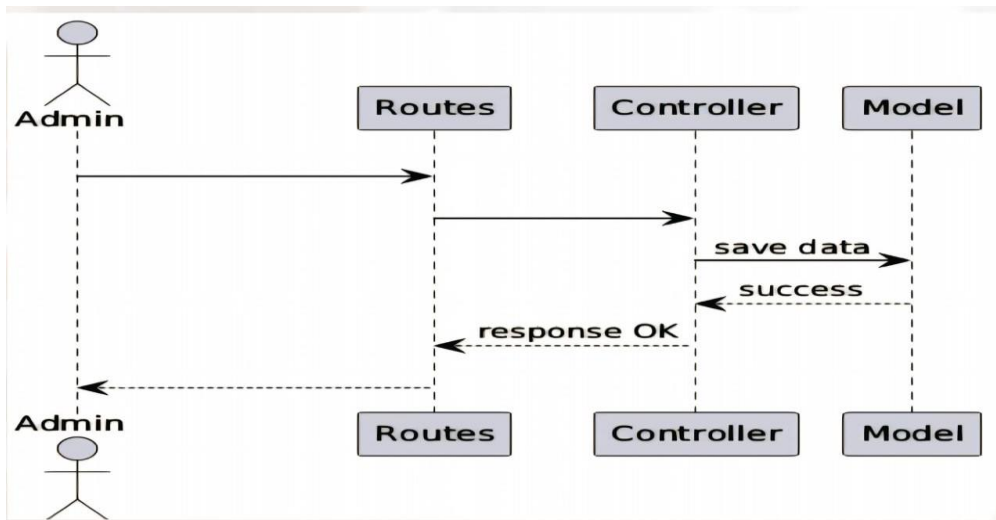 Admin
Routes
Controller
Model
save data
success
response OK
Admin
Routes
Controller
Model